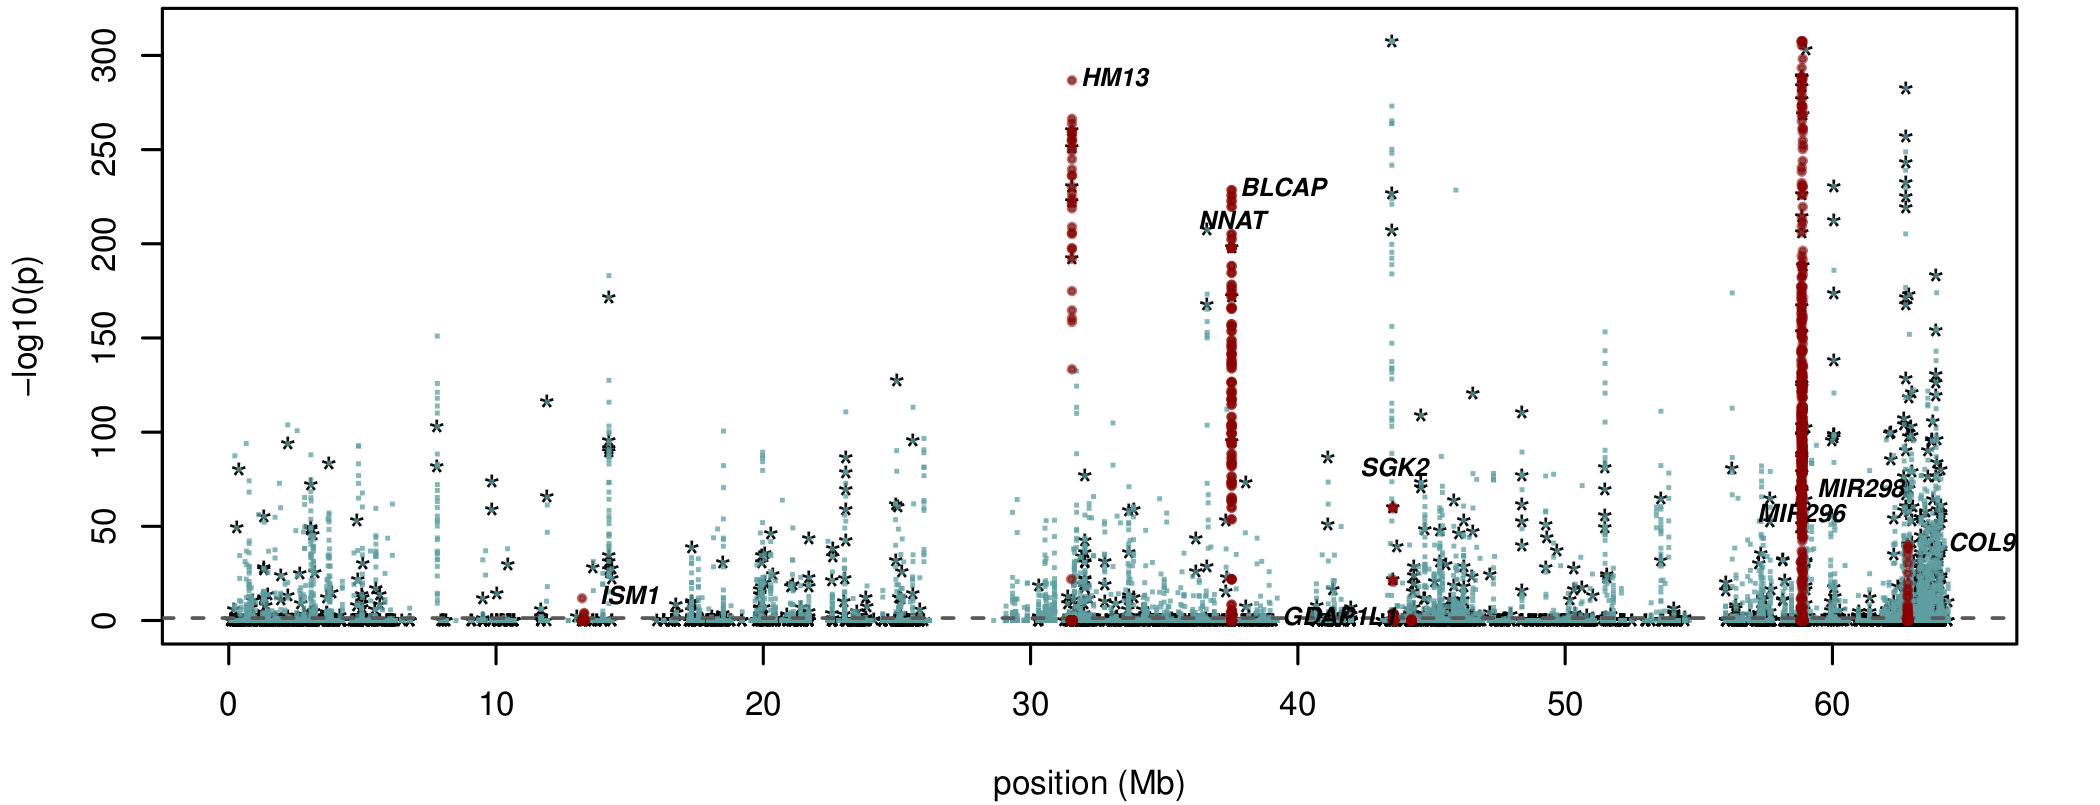 −log10(p)
300
250
200
150
100
50
0
HM13
BLCAP
NNAT
SGK2
MIR298
MIR296
COL9
ISM1
GDAP1L1
0 10 20 30 40 50 60
position (Mb)